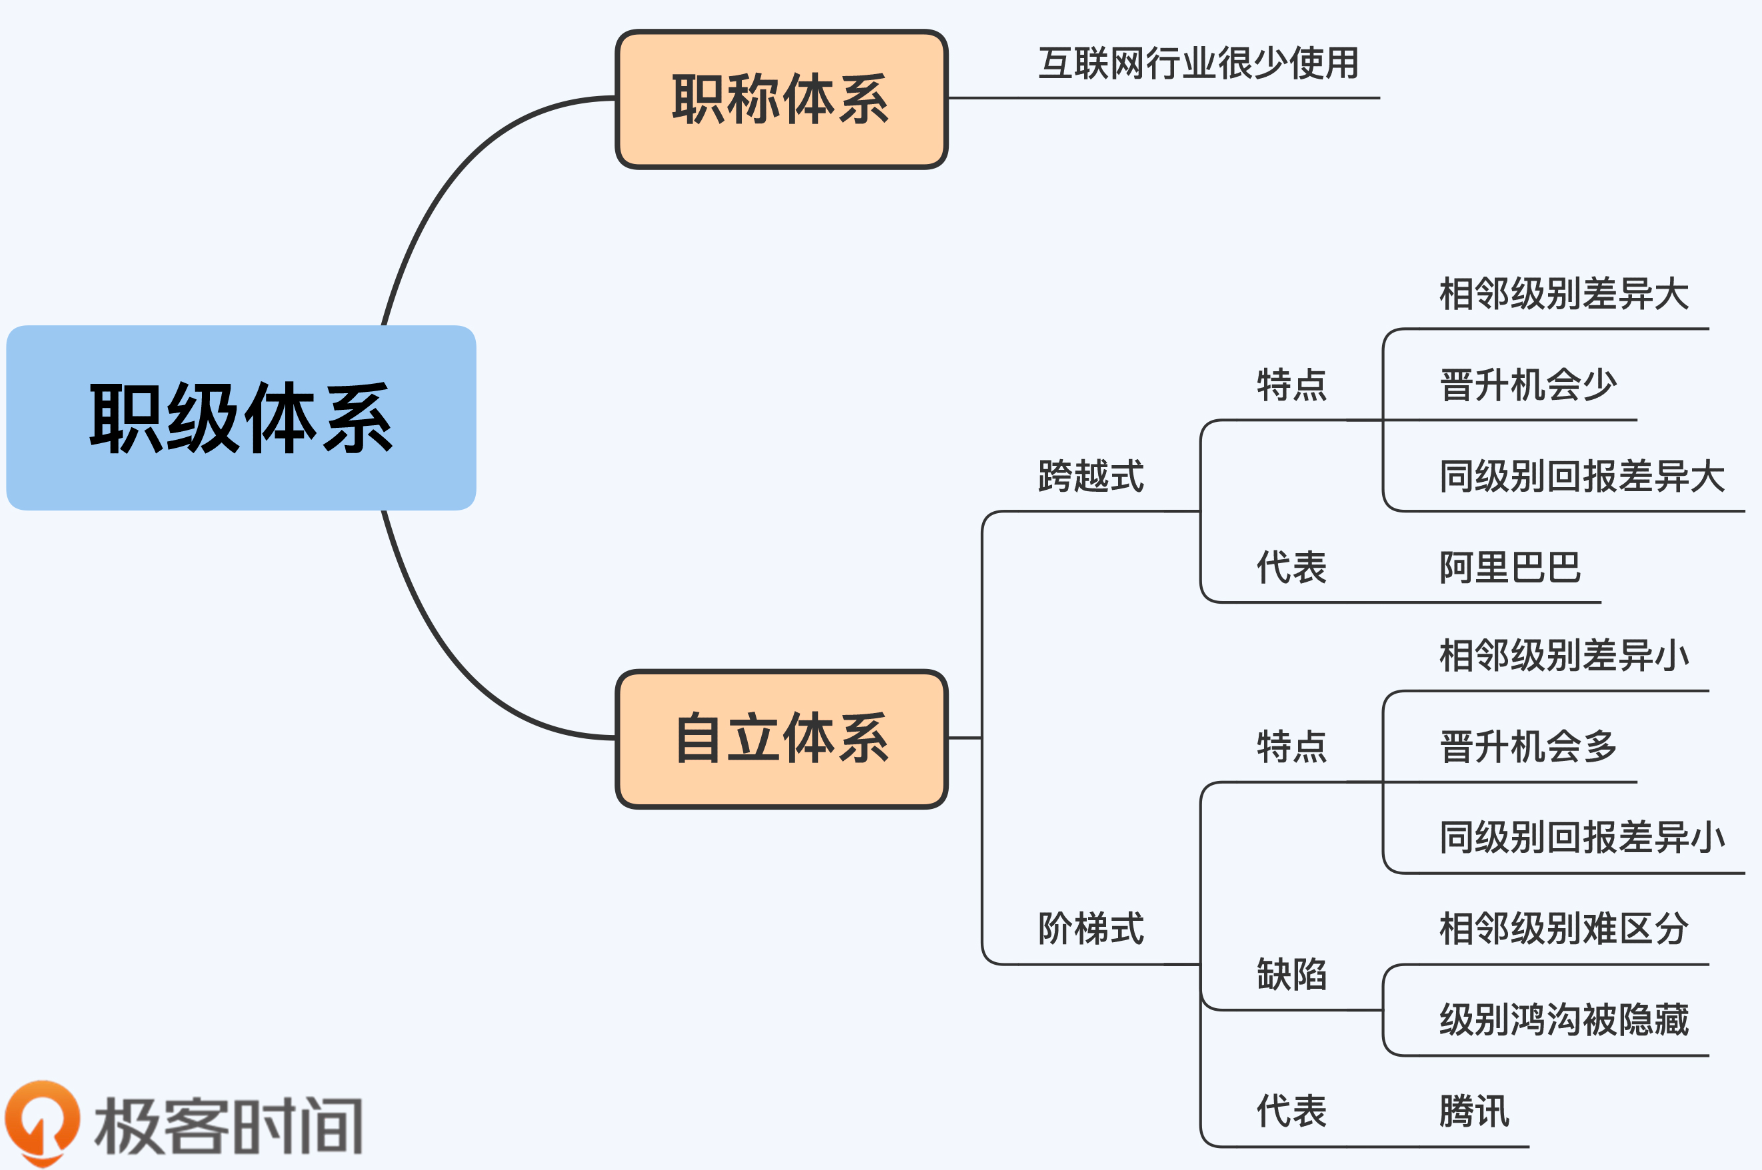 职级体系
职称体系
互联网行业很少使用
自立体系
跨越式
特点
相邻级别差异大
晋升机会少
同级别回报差异大
代表
阿里巴巴
阶梯式
特点
相邻级别差异小
晋升机会多
同级别回报差异小
缺陷
相邻级别难区分
级别鸿沟被隐藏
代表
腾讯
极客时间